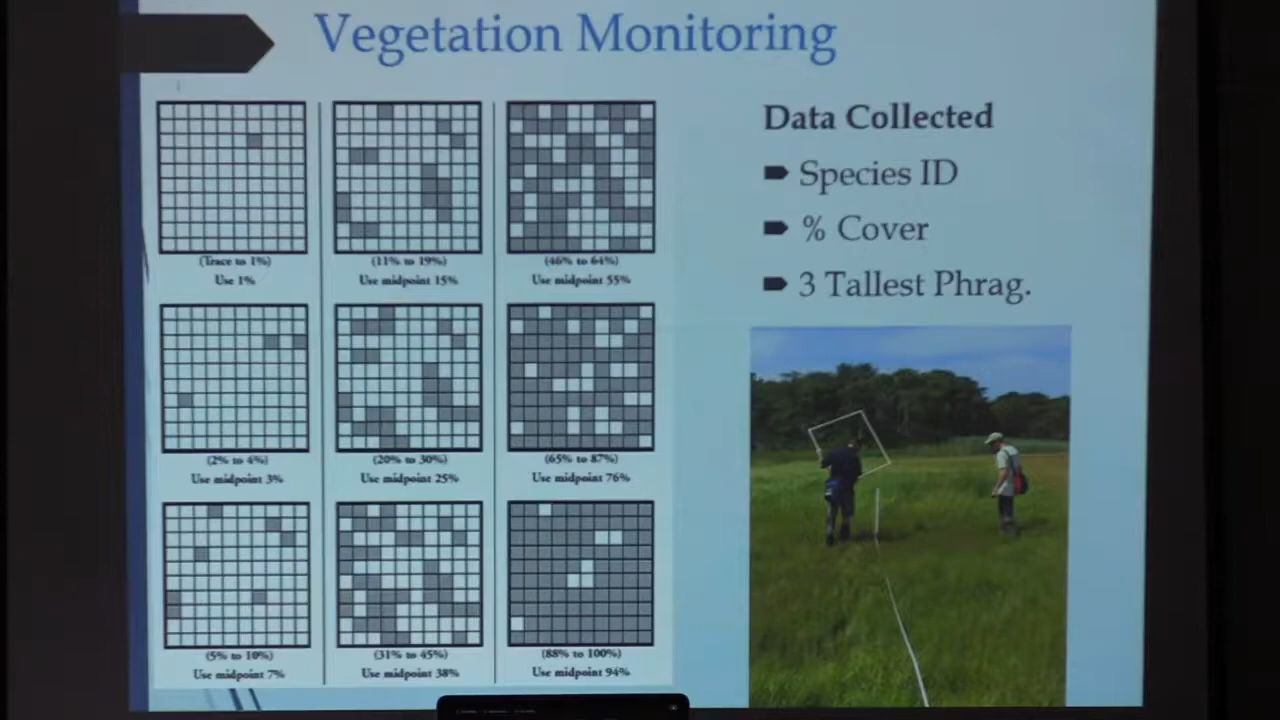 Vegetation Monitoring
(Trace to 1%)
Use 1%
(11% to 19%)
Use midpoint 15%
(46% to 64%)
Use midpoint 55%
(2% to 4%)
Use midpoint 3%
(20% to 30%)
Use midpoint 25%
(65% to 87%)
Use midpoint 76%
(5% to 10%)
Use midpoint 7%
(31% to 45%)
Use midpoint 38%
(88% to 100%)
Use midpoint 94%
Data Collected
Species ID
% Cover
3 Tallest Phrag.